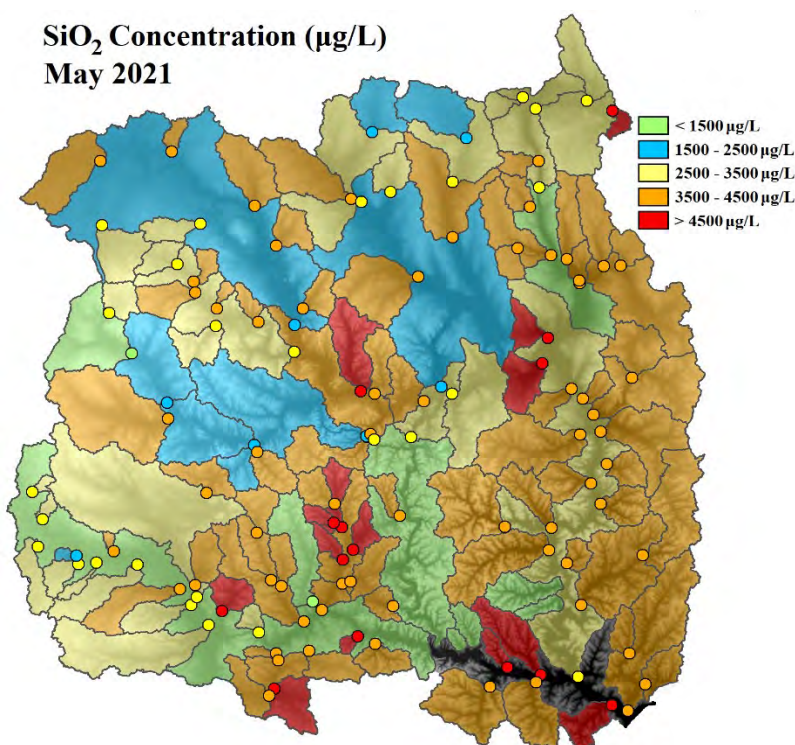 SiO₂ Concentration (µg/L)
May 2021
< 1500 µg/L
1500 - 2500 µg/L
2500 - 3500 µg/L
3500 - 4500 µg/L
> 4500 µg/L